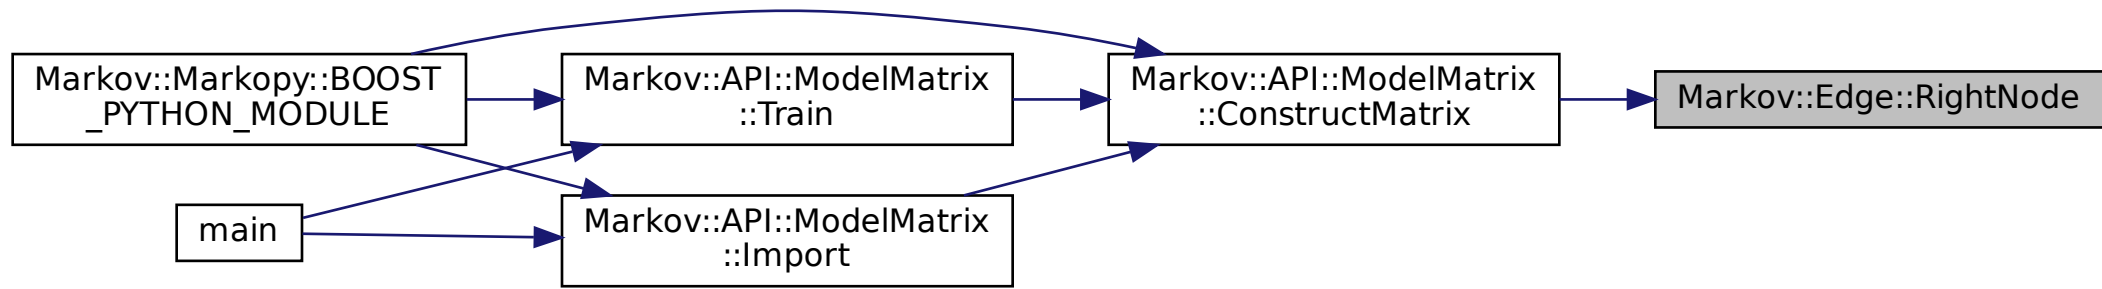 Markov::Markopy::BOOST
_PYTHON_MODULE
Markov::API::ModelMatrix
::Train
Markov::API::ModelMatrix
::ConstructMatrix
Markov::Edge::RightNode
main
Markov::API::ModelMatrix
::Import